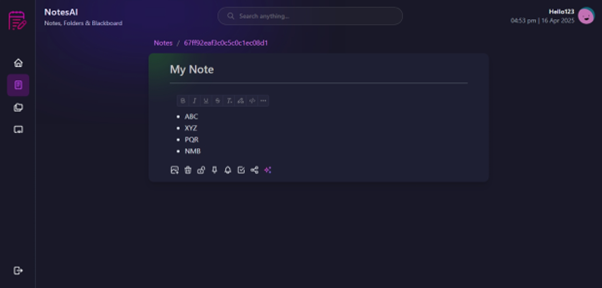 NotesAI
Notes, Folders & Blackboard
Search anything...
Hello123
04:53 pm | 16 Apr 2025
Notes / 67ff92eaf3c0c5c0c1ec08d1
My Note
B I U S
• ABC
• XYZ
• PQR
• NMB